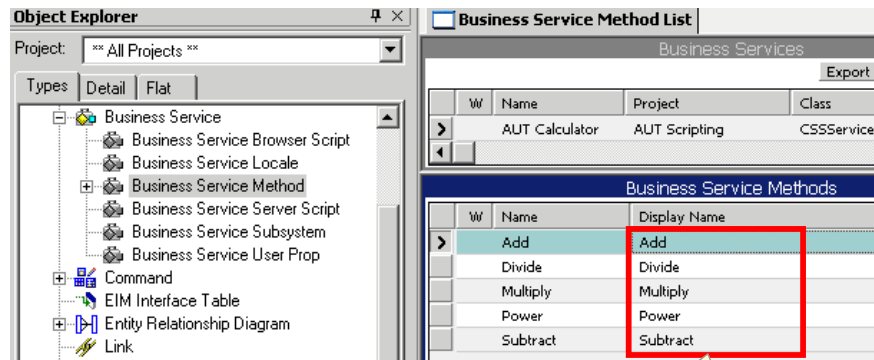 Object Explorer
Project: ** All Projects **
Types Detail Flat
Business Service
Business Service Browser Script
Business Service Locale
Business Service Method
Business Service Server Script
Business Service Subsystem
Business Service User Prop
Command
EIM Interface Table
Entity Relationship Diagram
Link
Business Service Method List
Business Services
Export
W Name Project Class
AUT Calculator AUT Scripting CSSService
Business Service Methods
W Name Display Name
Add Add
Divide Divide
Multiply Multiply
Power Power
Subtract Subtract